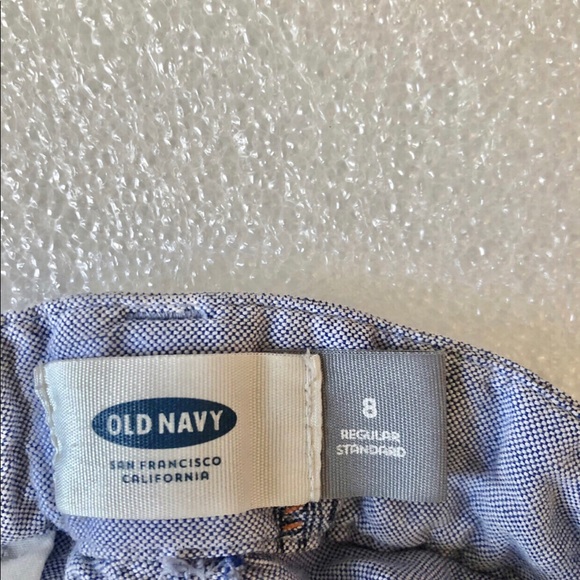 OLD NAVY
SAN FRANCISCO
CALIFORNIA
8
REGULAR
STANDARD